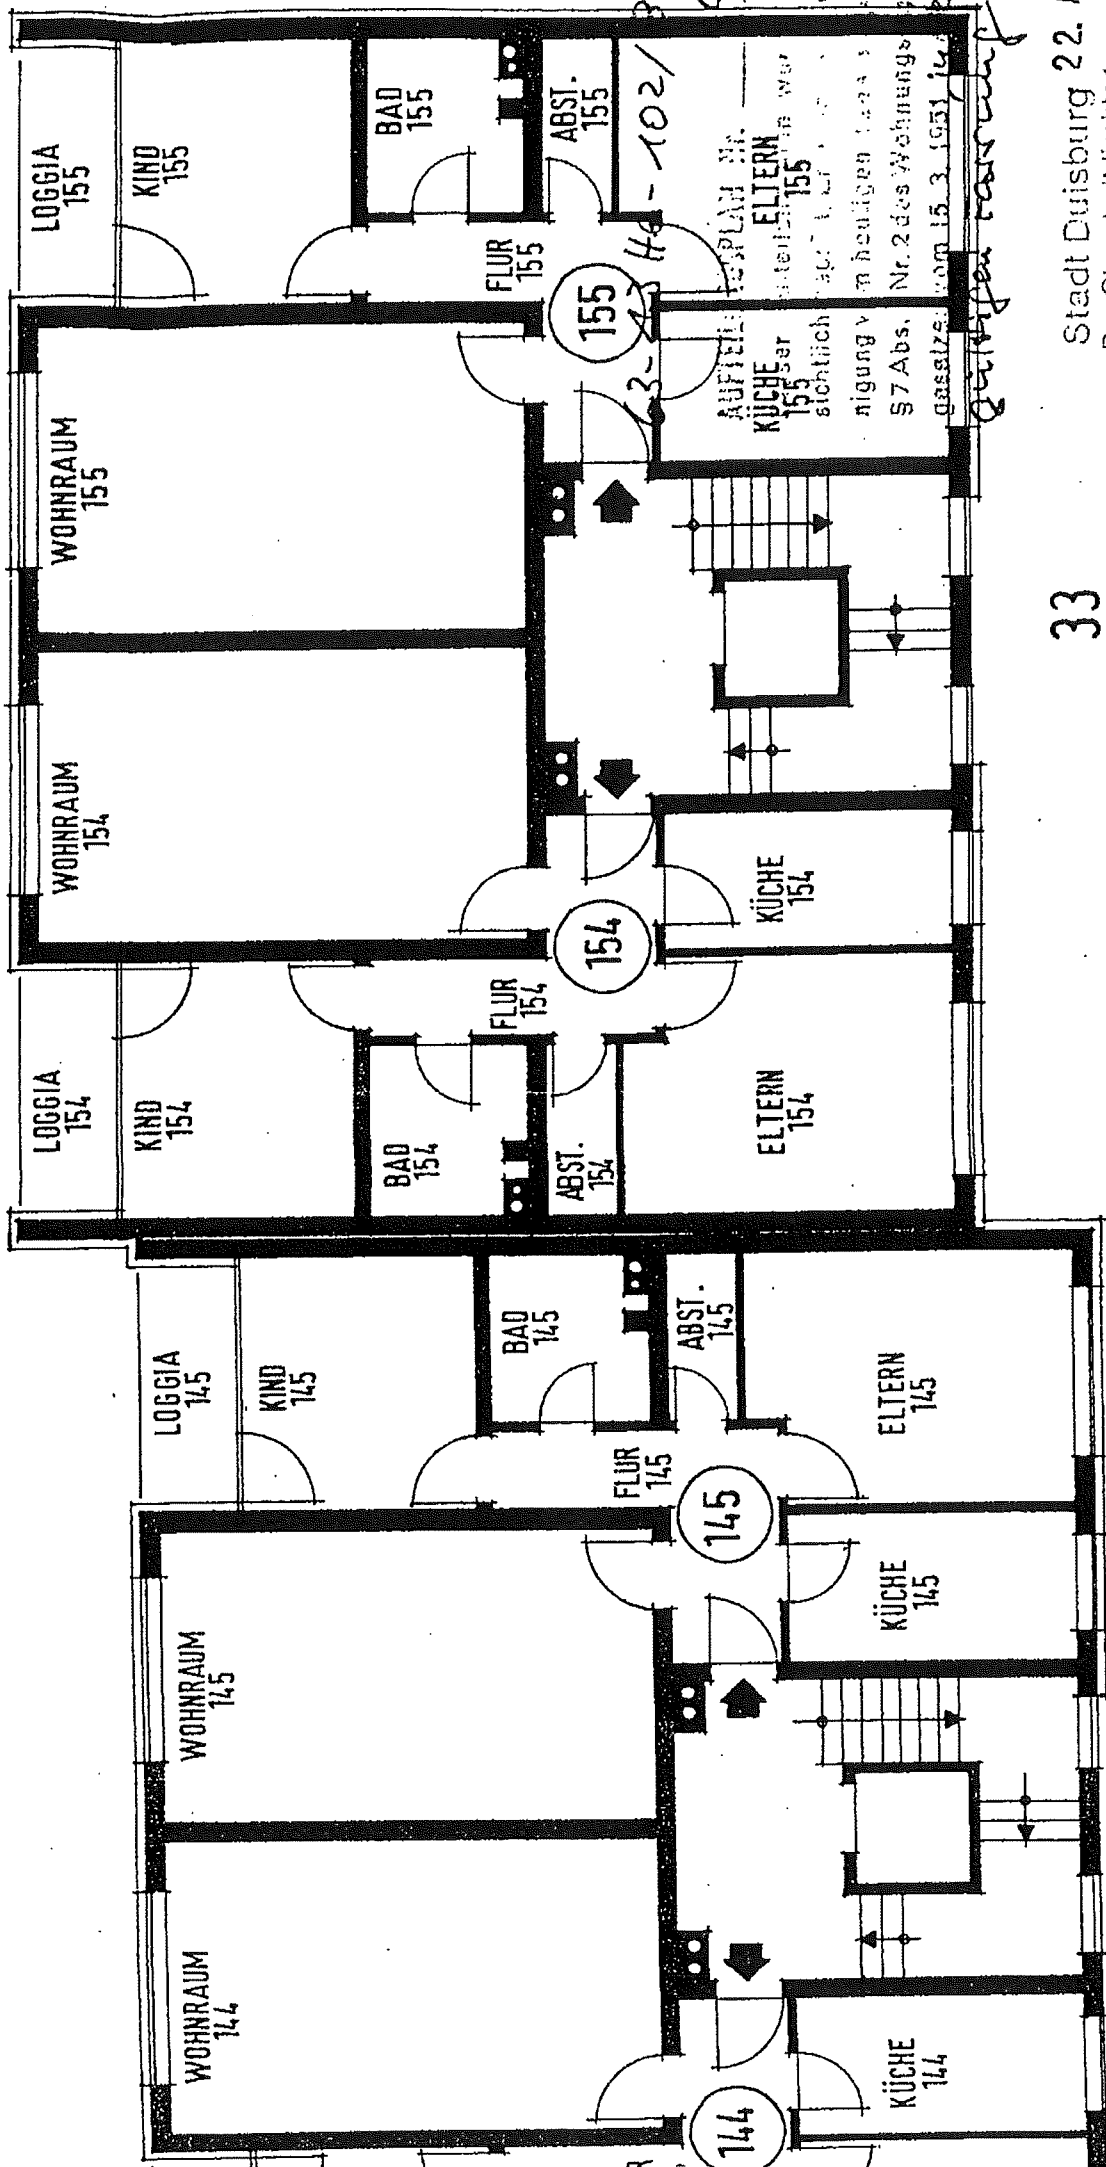 LOGGIA
155
KIND
155
BAD
155
ABST.
155
FLUR
155
ELTERN
155
WOHNRAUM
155
155
KÜCHE
155
WOHNRAUM
154
KÜCHE
154
154
LOGGIA
154
KIND
154
FLUR
154
BAD
154
ABST.
154
ELTERN
154
LOGGIA
145
KIND
145
BAD
145
ABST.
145
FLUR
145
ELTERN
145
145
WOHNRAUM
145
KÜCHE
145
WOHNRAUM
144
KÜCHE
144
144
sichtlich
nigung
§7 Abs. Nr. 2 des Wohnungs
vom 15. 3. 1951
Stadt Duisburg 22.
33